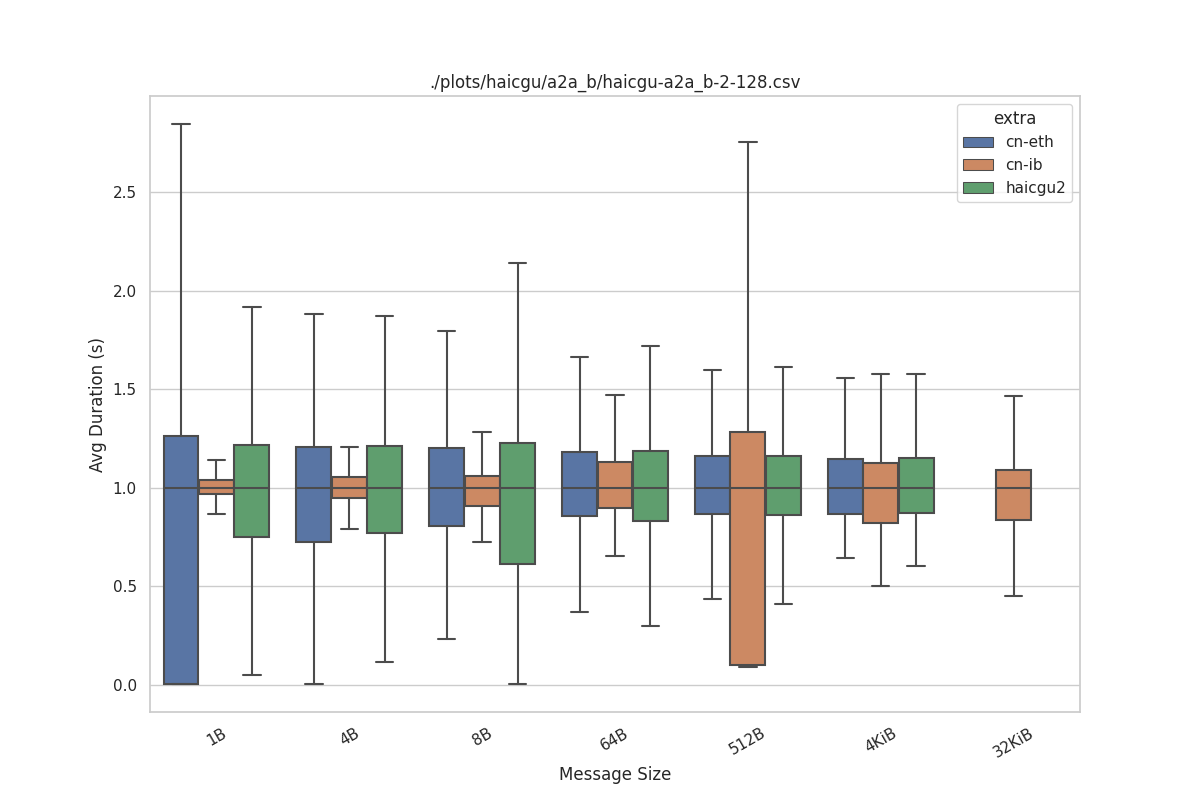 ./plots/haicgu/a2a_b/haicgu-a2a_b-2-128.csv
extra
cn-eth
cn-ib
haicgu2
Avg Duration (s)
2.5
2.0
1.5
1.0
0.5
0.0
1B 4B 8B 64B 512B 4KiB 32KiB
Message Size